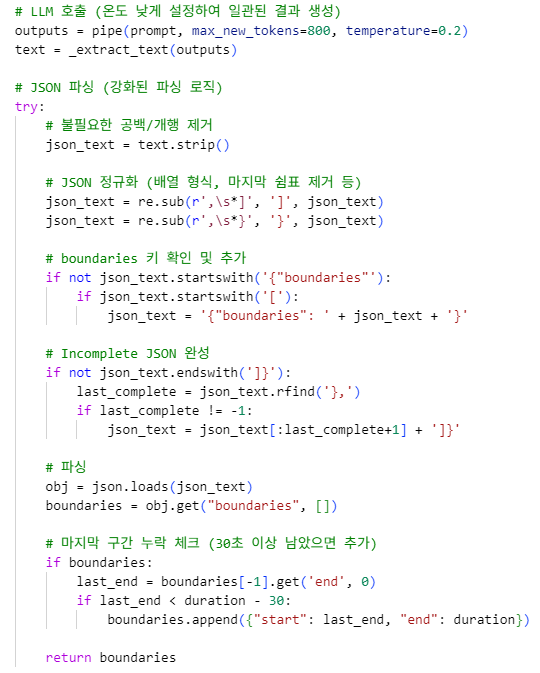 # LLM 호출 (온도 낮게 설정하여 일관된 결과 생성)
outputs = pipe(prompt, max_new_tokens=800, temperature=0.2)
text = _extract_text(outputs)

# JSON 파싱 (강화된 파싱 로직)
try:
    # 불필요한 공백/개행 제거
    json_text = text.strip()

    # JSON 정규화 (배열 형식, 마지막 쉼표 제거 등)
    json_text = re.sub(r',\s*]', ']', json_text)
    json_text = re.sub(r',\s*}', '}', json_text)

    # boundaries 키 확인 및 추가
    if not json_text.startswith('{"boundaries"'):
        if json_text.startswith('['):
            json_text = '{"boundaries": ' + json_text + '}'

    # Incomplete JSON 완성
    if not json_text.endswith(']}'):
        last_complete = json_text.rfind('},')
        if last_complete != -1:
            json_text = json_text[:last_complete+1] + ']}'

    # 파싱
    obj = json.loads(json_text)
    boundaries = obj.get("boundaries", [])

    # 마지막 구간 누락 체크 (30초 이상 남았으면 추가)
    if boundaries:
        last_end = boundaries[-1].get('end', 0)
        if last_end < duration - 30:
            boundaries.append({"start": last_end, "end": duration})

    return boundaries